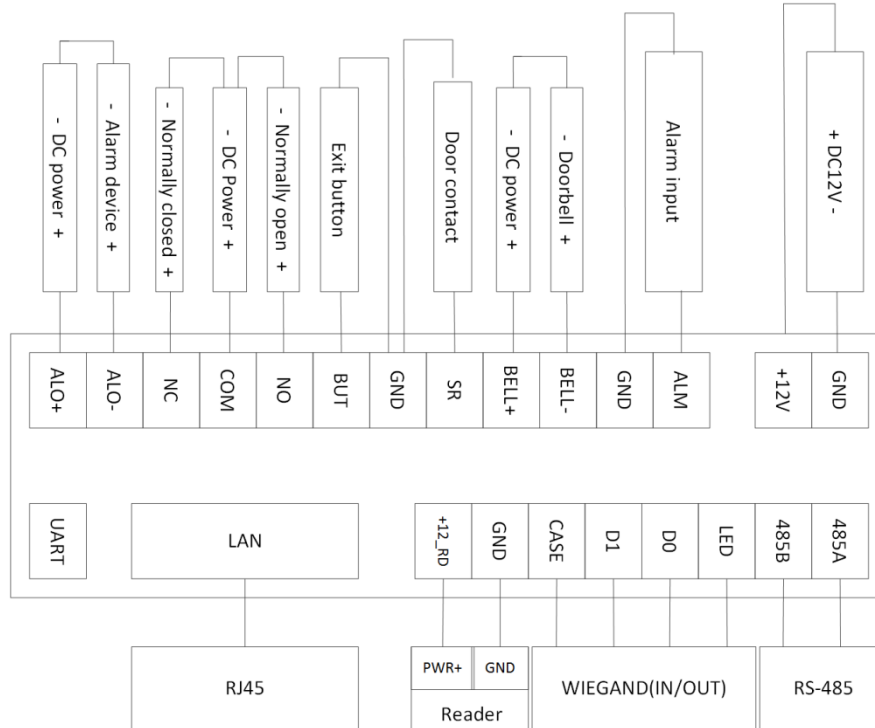 - DC power +
- Alarm device +
- Normally closed +
- DC Power +
- Normally open +
Exit button
Door contact
- DC power +
- Doorbell +
Alarm input
+ DC12V -
ALO+
ALO-
NC
COM
NO
BUT
GND
SR
BELL+
BELL-
GND
ALM
+12V
GND
UART
LAN
+12_RD
GND
CASE
D1
D0
LED
485B
485A
RJ45
PWR+
GND
Reader
WIEGAND(IN/OUT)
RS-485